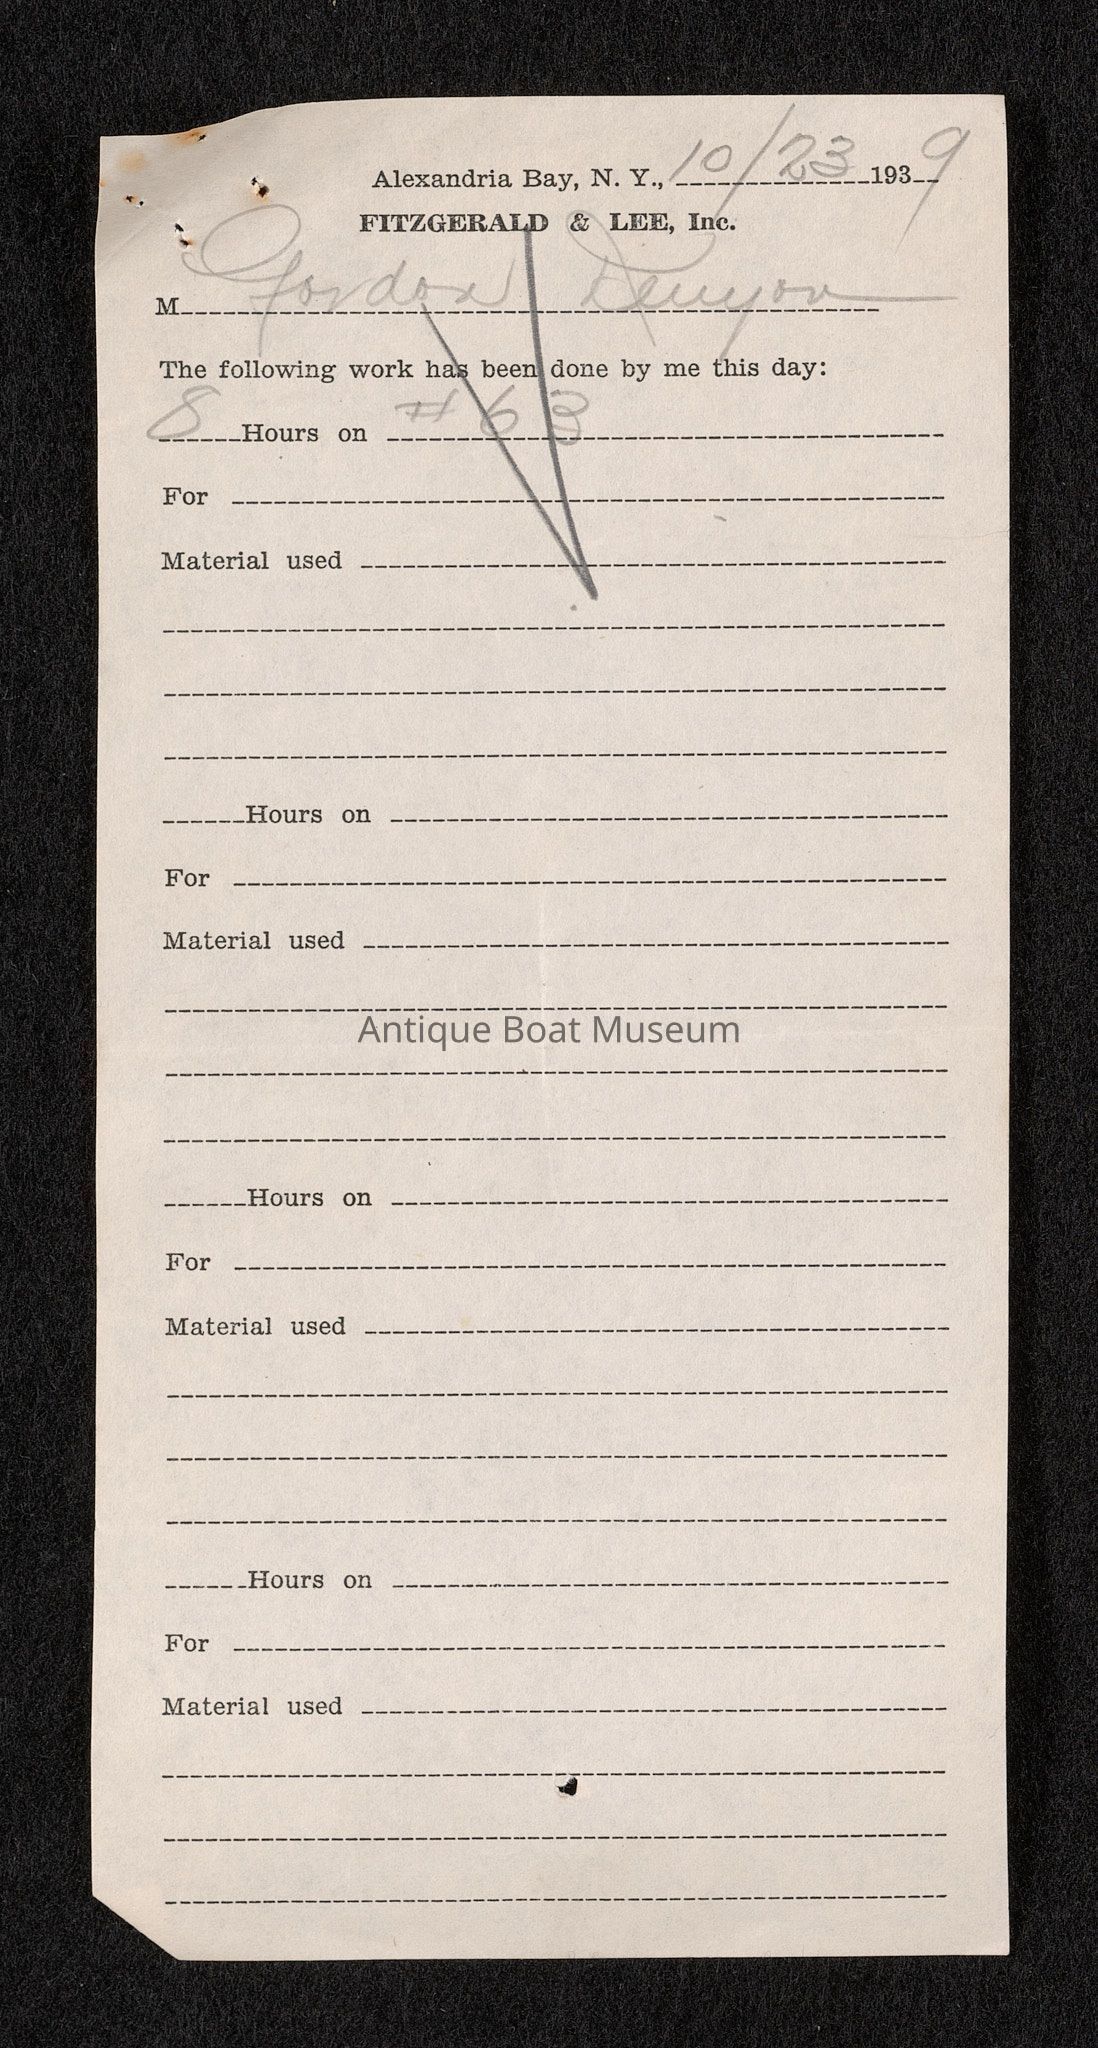 Alexandria Bay, N. Y., 10/23 1939
FITZGERALD & LEE, Inc.
M Gordon Denyon
The following work has been done by me this day:
8 Hours on #63
For
Material used
Hours on
For
Material used
Antique Boat Museum
Hours on
For
Material used
Hours on
For
Material used